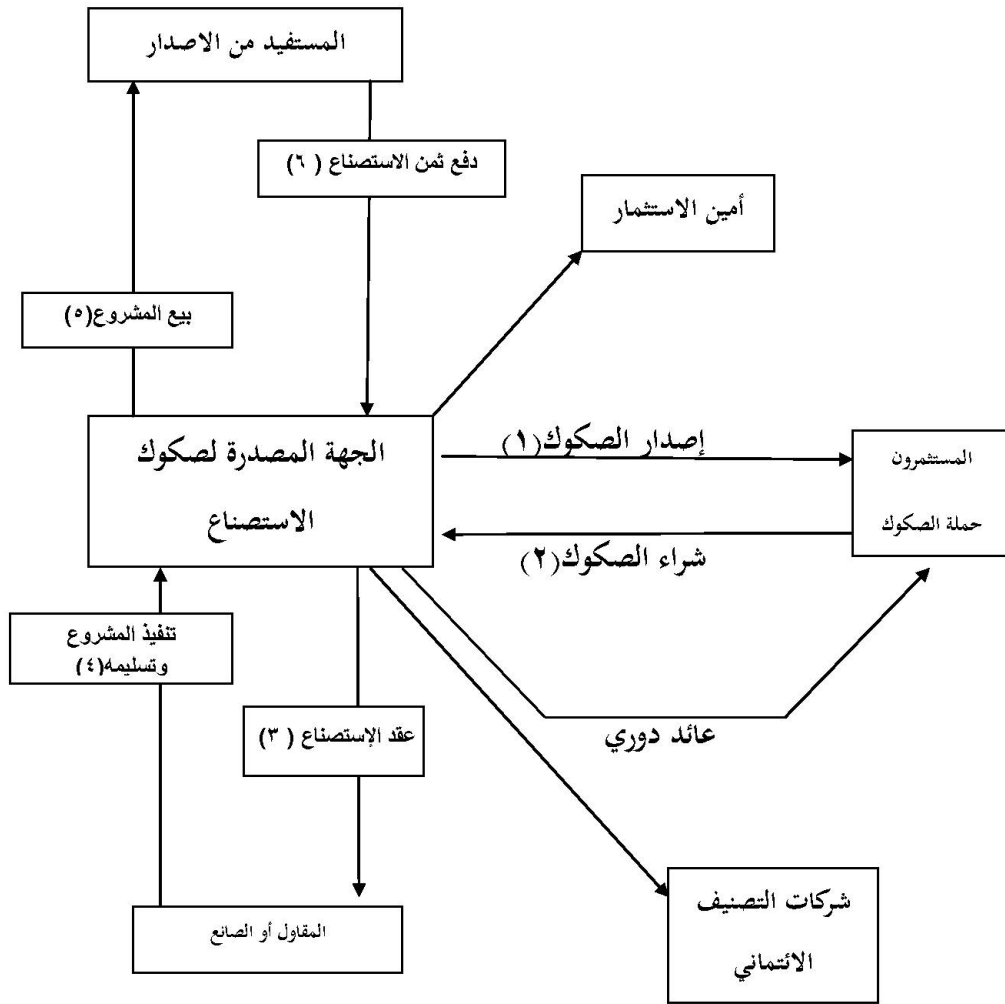 المستفيد من الاصدار
دفع ثمن الاستصناع ( ٦)
أمين الاستثمار
بيع المشروع(٥)
الجهة المصدرة لصكوك
الاستصناع
إصدار الصكوك(١)
شراء الصكوك(٢)
المستثمرون
حملة الصكوك
تنفيذ المشروع
وتسليمه(٤)
عقد الإستصناع ( ٣)
عائد دوري
المقاول أو الصانع
شركات التصنيف
الائتماني